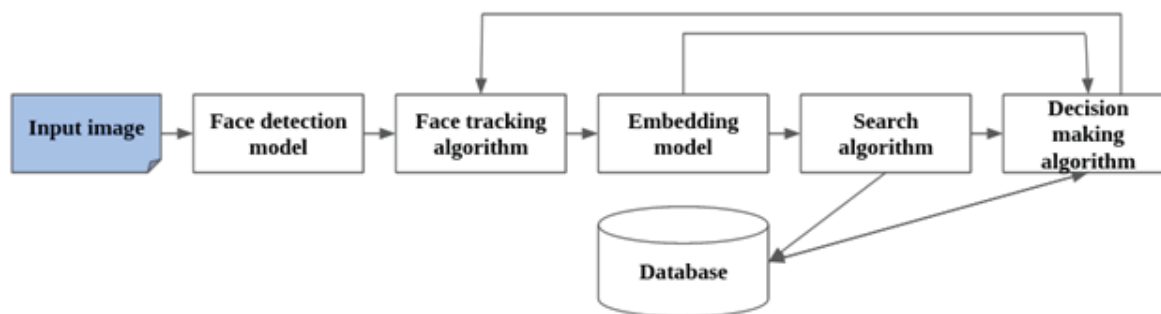 Input image
Face detection
model
Face tracking
algorithm
Embedding
model
Search
algorithm
Decision
making
algorithm
Database